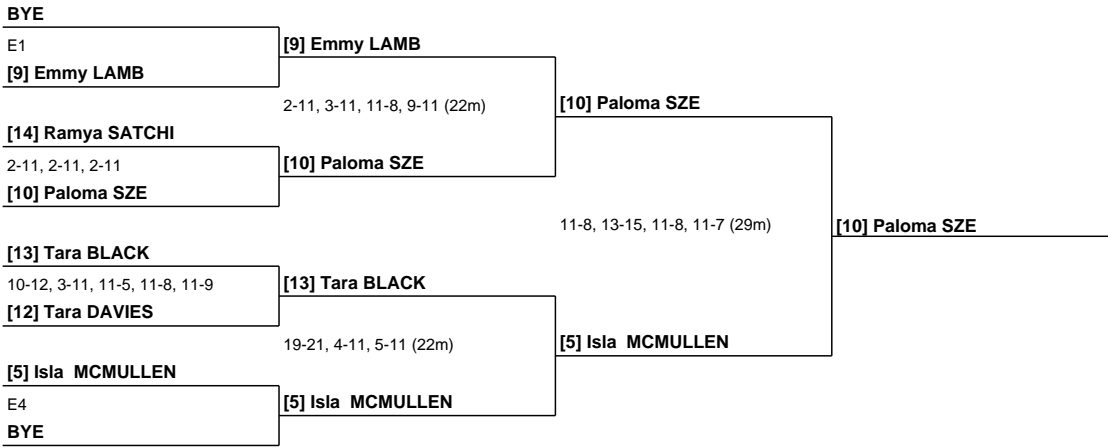 BYE
E1
[9] Emmy LAMB
[9] Emmy LAMB
2-11, 3-11, 11-8, 9-11 (22m)
[10] Paloma SZE
[14] Ramya SATCHI
2-11, 2-11, 2-11
[10] Paloma SZE
[10] Paloma SZE
11-8, 13-15, 11-8, 11-7 (29m)
[10] Paloma SZE
[13] Tara BLACK
10-12, 3-11, 11-5, 11-8, 11-9
[13] Tara BLACK
[12] Tara DAVIES
19-21, 4-11, 5-11 (22m)
[5] Isla  MCMULLEN
[5] Isla  MCMULLEN
E4
[5] Isla  MCMULLEN
BYE